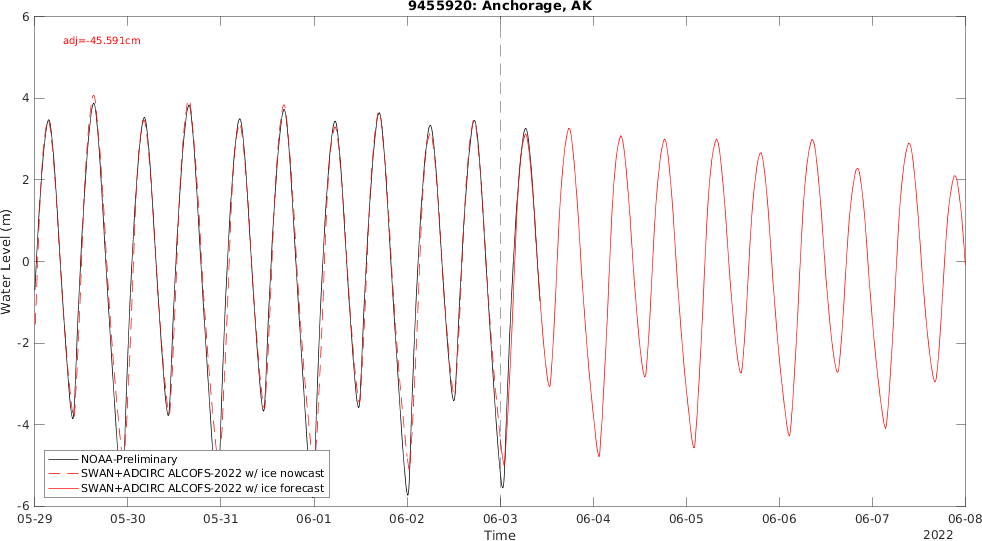 9455920: Anchorage, AK
adj=-45.591cm
6
4
2
0
-2
-4
-6
Water Level (m)
NOAA-Preliminary
SWAN+ADCIRC ALCOFS-2022 w/ ice nowcast
SWAN+ADCIRC ALCOFS-2022 w/ ice forecast
05-29 05-30 05-31 06-01 06-02 06-03 06-04 06-05 06-06 06-07 06-08
Time
2022